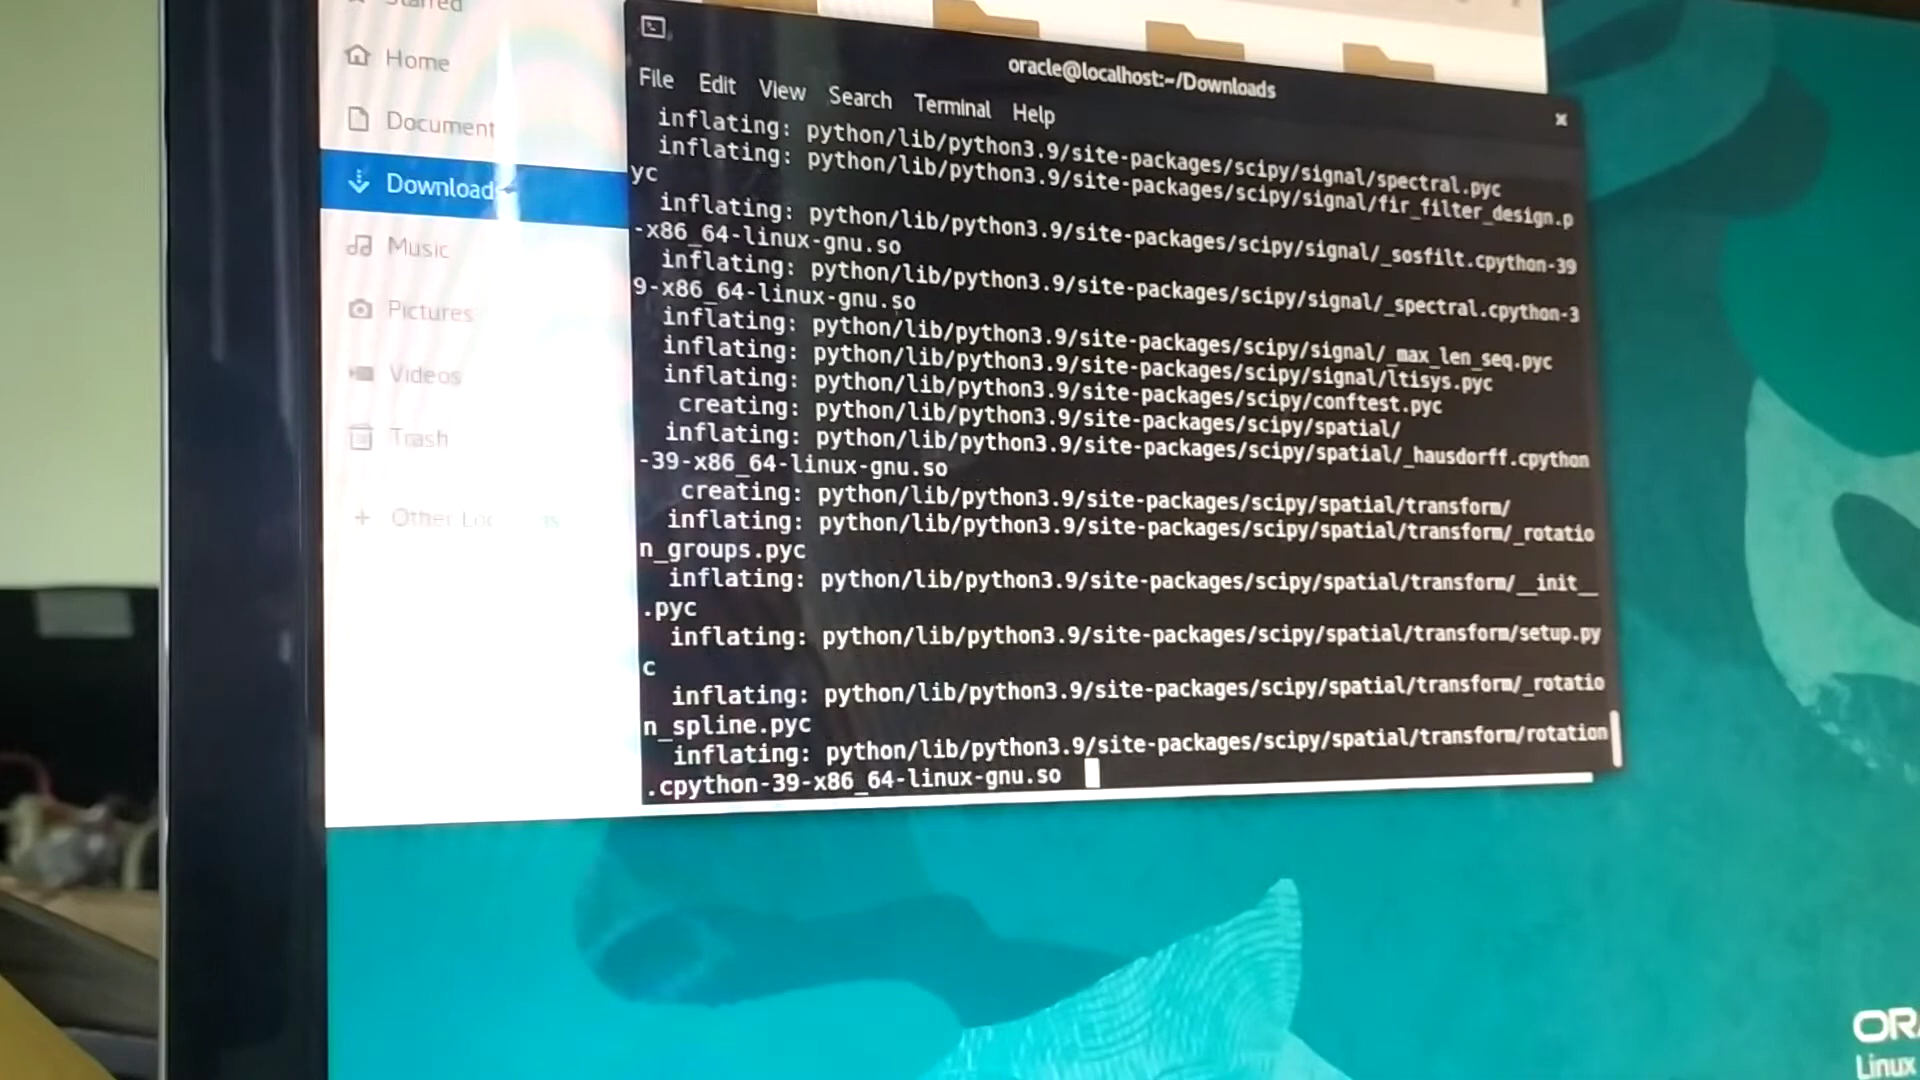 Starred
Home
Document
Downloads
Music
Pictures
Videos
Trash
+ Other
oracle@localhost:~/Downloads
File Edit View Search Terminal Help
inflating: python/lib/python3.9/site-packages/scipy/signal/spectral.pyc
inflating: python/lib/python3.9/site-packages/scipy/signal/fir_filter_design.p
yc
inflating: python/lib/python3.9/site-packages/scipy/signal/_sosfilt.cpython-39
-x86_64-linux-gnu.so
inflating: python/lib/python3.9/site-packages/scipy/signal/_spectral.cpython-3
9-x86_64-linux-gnu.so
inflating: python/lib/python3.9/site-packages/scipy/signal/_max_len_seq.pyc
inflating: python/lib/python3.9/site-packages/scipy/signal/ltisys.pyc
inflating: python/lib/python3.9/site-packages/scipy/conftest.pyc
creating: python/lib/python3.9/site-packages/scipy/spatial/
inflating: python/lib/python3.9/site-packages/scipy/spatial/_hausdorff.cpython
-39-x86_64-linux-gnu.so
creating: python/lib/python3.9/site-packages/scipy/spatial/transform/
inflating: python/lib/python3.9/site-packages/scipy/spatial/transform/_rotatio
n_groups.pyc
inflating: python/lib/python3.9/site-packages/scipy/spatial/transform/__init__
.pyc
inflating: python/lib/python3.9/site-packages/scipy/spatial/transform/setup.py
c
inflating: python/lib/python3.9/site-packages/scipy/spatial/transform/_rotatio
n_spline.pyc
inflating: python/lib/python3.9/site-packages/scipy/spatial/transform/rotation
.cpython-39-x86_64-linux-gnu.so
ORA
Linux